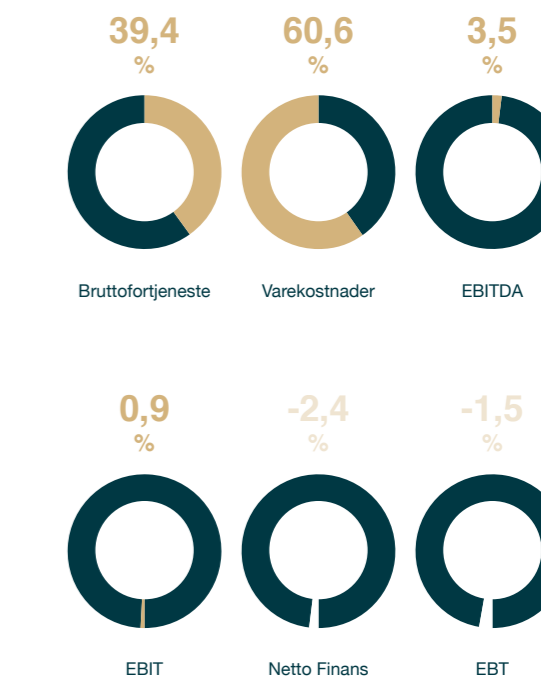 39,4 60,6 3,5
% % %
Bruttofortjeneste Varekostnader EBITDA
0,9 -2,4 -1,5
% % %
EBIT Netto Finans EBT